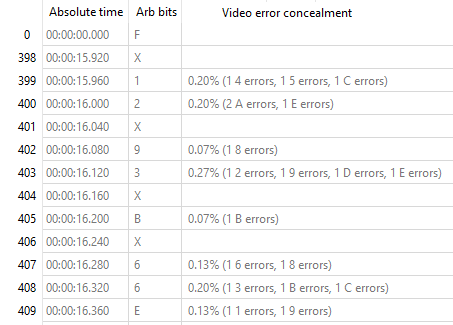 Absolute time Arb bits Video error concealment
0 00:00:00.000 F
398 00:00:15.920 X
399 00:00:15.960 1 0.20% (1 4 errors, 1 5 errors, 1 C errors)
400 00:00:16.000 2 0.20% (2 A errors, 1 E errors)
401 00:00:16.040 X
402 00:00:16.080 9 0.07% (1 8 errors)
403 00:00:16.120 3 0.27% (1 2 errors, 1 9 errors, 1 D errors, 1 E errors)
404 00:00:16.160 X
405 00:00:16.200 B 0.07% (1 B errors)
406 00:00:16.240 X
407 00:00:16.280 6 0.13% (1 6 errors, 1 8 errors)
408 00:00:16.320 6 0.20% (1 3 errors, 1 B errors, 1 C errors)
409 00:00:16.360 E 0.13% (1 1 errors, 1 9 errors)